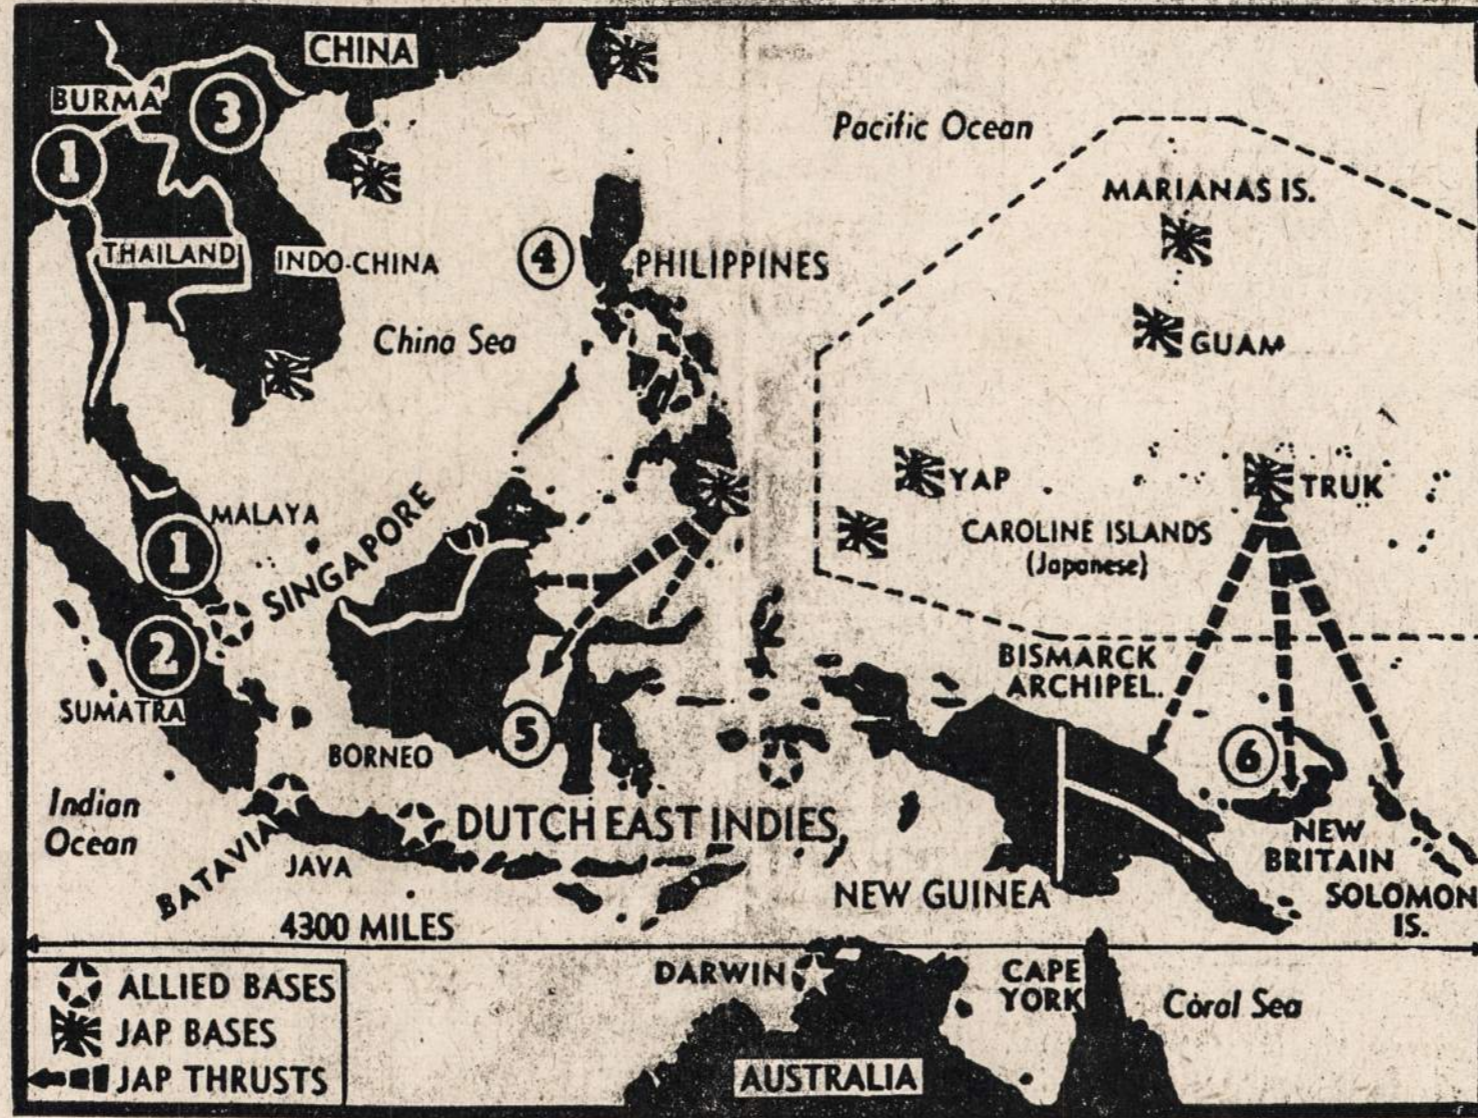 CHINA
BURMA
3
1
Pacific Ocean
MARIANAS IS.
THAILAND
INDO-CHINA
4
PHILIPPINES
China Sea
GUAM
YAP
TRUK
MALAYA
SINGAPORE
CAROLINE ISLANDS
(Japanese)
1
2
SUMATRA
BISMARCK
ARCHIPEL.
BORNEO
5
6
Indian
Ocean
DUTCH EAST INDIES
BATAVIA
JAVA
NEW
BRITAIN
NEW GUINEA
SOLOMON
IS.
4300 MILES
DARWIN
CAPE
YORK
Coral Sea
ALLIED BASES
JAP BASES
JAP THRUSTS
AUSTRALIA